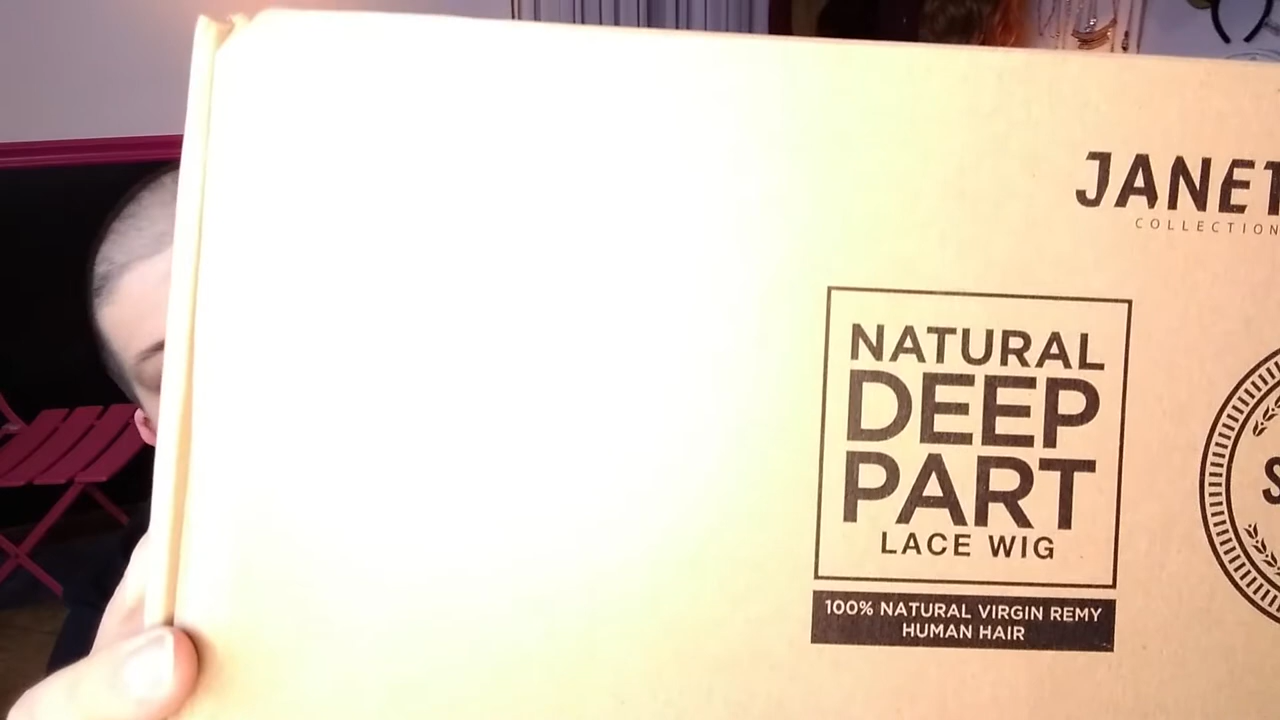 JANET
COLLECTION
NATURAL
DEEP
PART
LACE WIG
100% NATURAL VIRGIN REMY
HUMAN HAIR